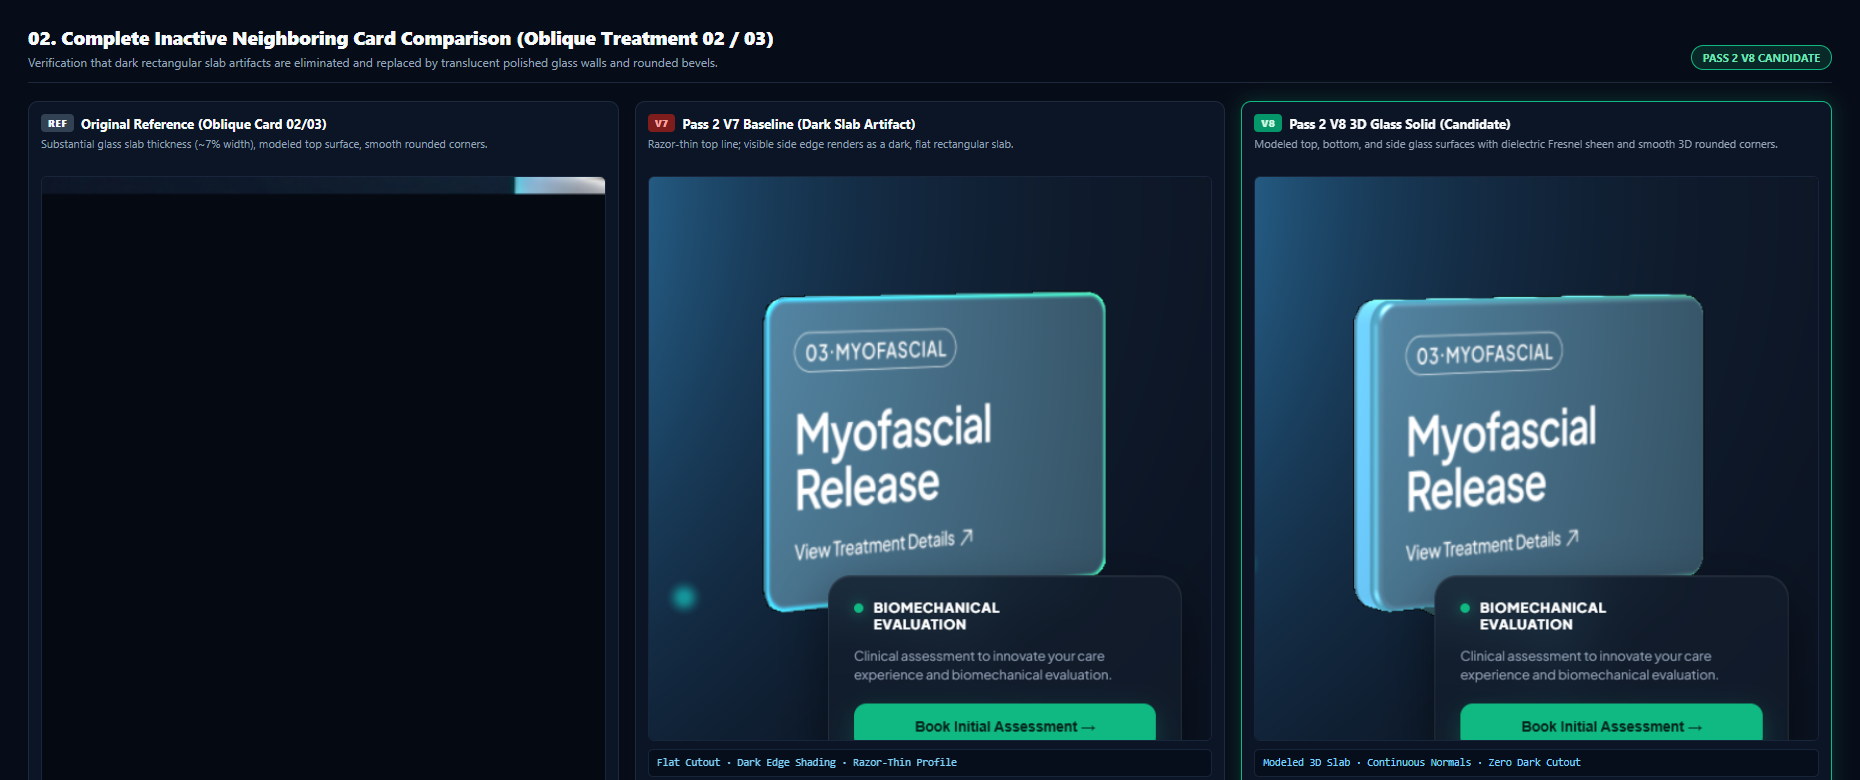 02. Complete Inactive Neighboring Card Comparison (Oblique Treatment 02 / 03)
Verification that dark rectangular slab artifacts are eliminated and replaced by translucent polished glass walls and rounded bevels.
PASS 2 V8 CANDIDATE
REF Original Reference (Oblique Card 02/03)
Substantial glass slab thickness (~7% width), modeled top surface, smooth rounded corners.
V7 Pass 2 V7 Baseline (Dark Slab Artifact)
Razor-thin top line; visible side edge renders as a dark, flat rectangular slab.
03·MYOFASCIAL
Myofascial
Release
View Treatment Details ↗
BIOMECHANICAL
EVALUATION
Clinical assessment to innovate your care
experience and biomechanical evaluation.
Book Initial Assessment →
Flat Cutout · Dark Edge Shading · Razor-Thin Profile
V8 Pass 2 V8 3D Glass Solid (Candidate)
Modeled top, bottom, and side glass surfaces with dielectric Fresnel sheen and smooth 3D rounded corners.
03·MYOFASCIAL
Myofascial
Release
View Treatment Details ↗
BIOMECHANICAL
EVALUATION
Clinical assessment to innovate your care
experience and biomechanical evaluation.
Book Initial Assessment →
Modeled 3D Slab · Continuous Normals · Zero Dark Cutout